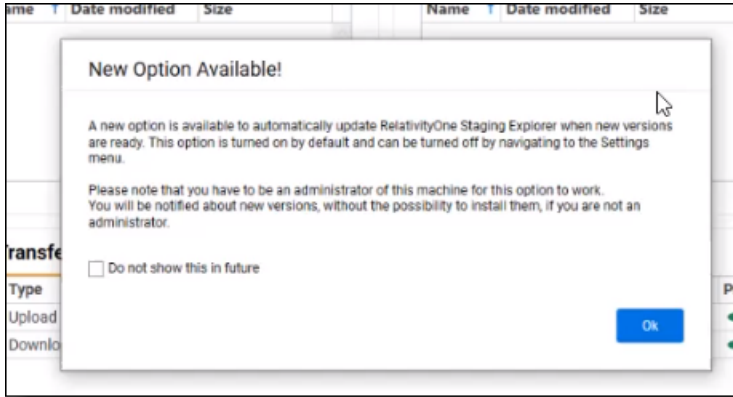 ame ↑ Date modified Size Name ↑ Date modified Size
New Option Available!
A new option is available to automatically update RelativityOne Staging Explorer when new versions
are ready. This option is turned on by default and can be turned off by navigating to the Settings
menu.
Please note that you have to be an administrator of this machine for this option to work.
You will be notified about new versions, without the possibility to install them, if you are not an
administrator.
Transfe
Do not show this in future
Type P
Upload
Ok
Downlo